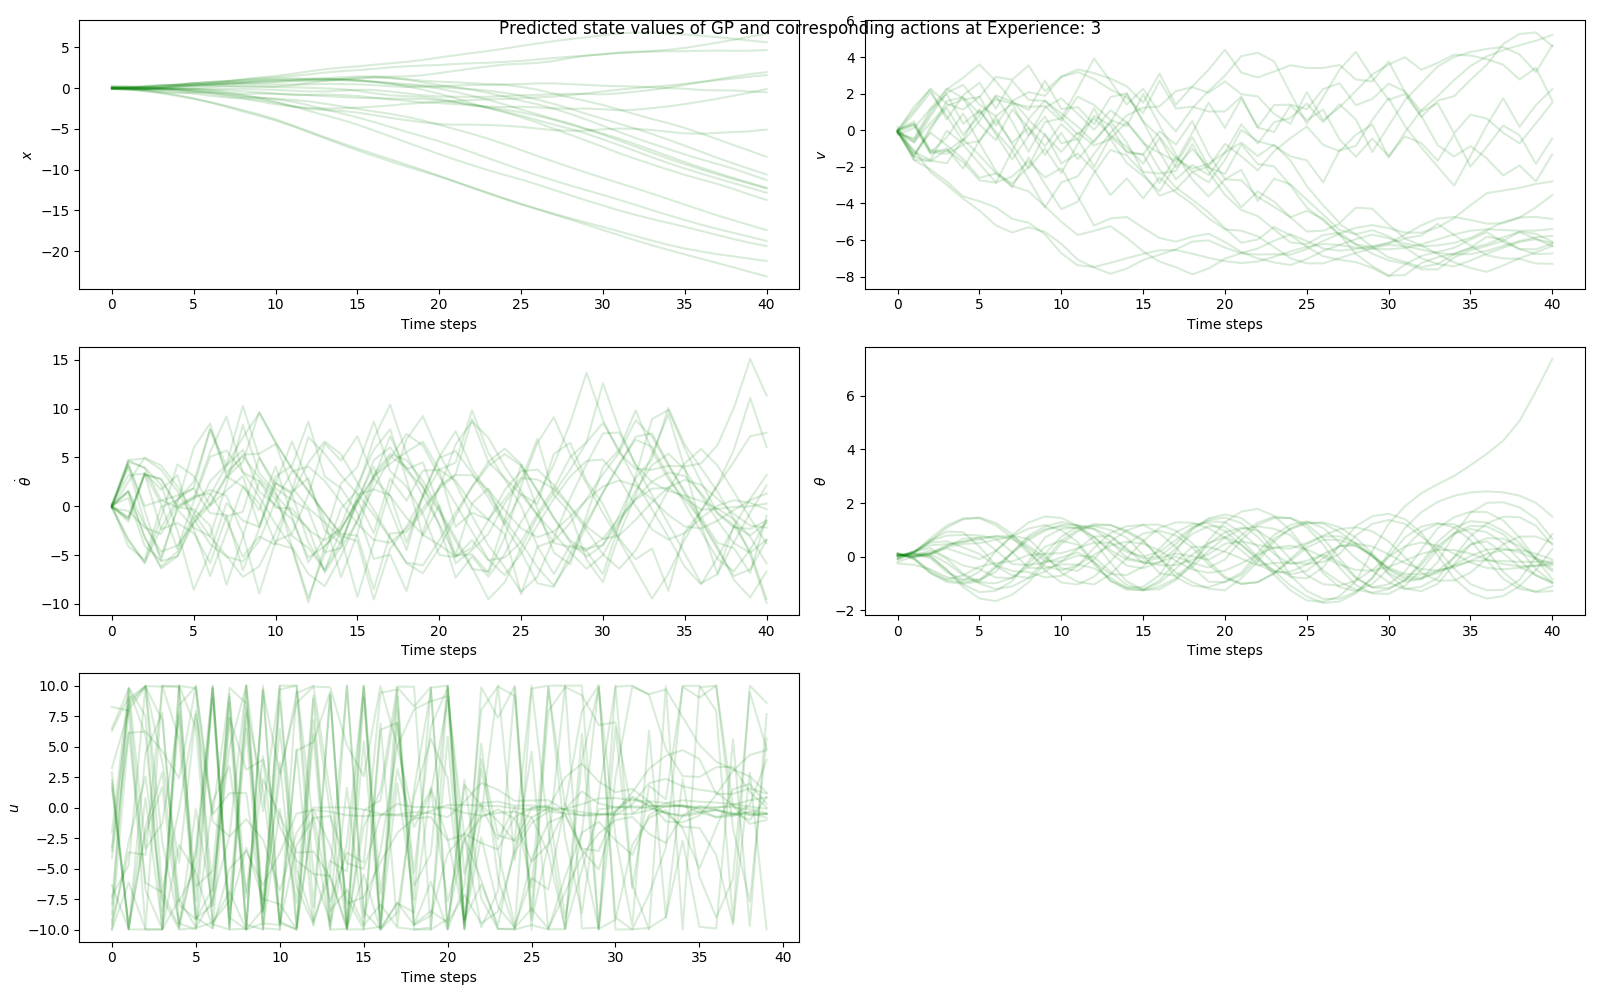 Predicted state values of GP and corresponding actions at Experience: 3
5
0
−5
−10
−15
−20
x
0 5 10 15 20 25 30 35 40
Time steps
6
4
2
0
−2
−4
−6
−8
v
0 5 10 15 20 25 30 35 40
Time steps
15
10
5
0
−5
−10
θ̇
0 5 10 15 20 25 30 35 40
Time steps
6
4
2
0
−2
θ
0 5 10 15 20 25 30 35 40
Time steps
10.0
7.5
5.0
2.5
0.0
−2.5
−5.0
−7.5
−10.0
u
0 5 10 15 20 25 30 35 40
Time steps